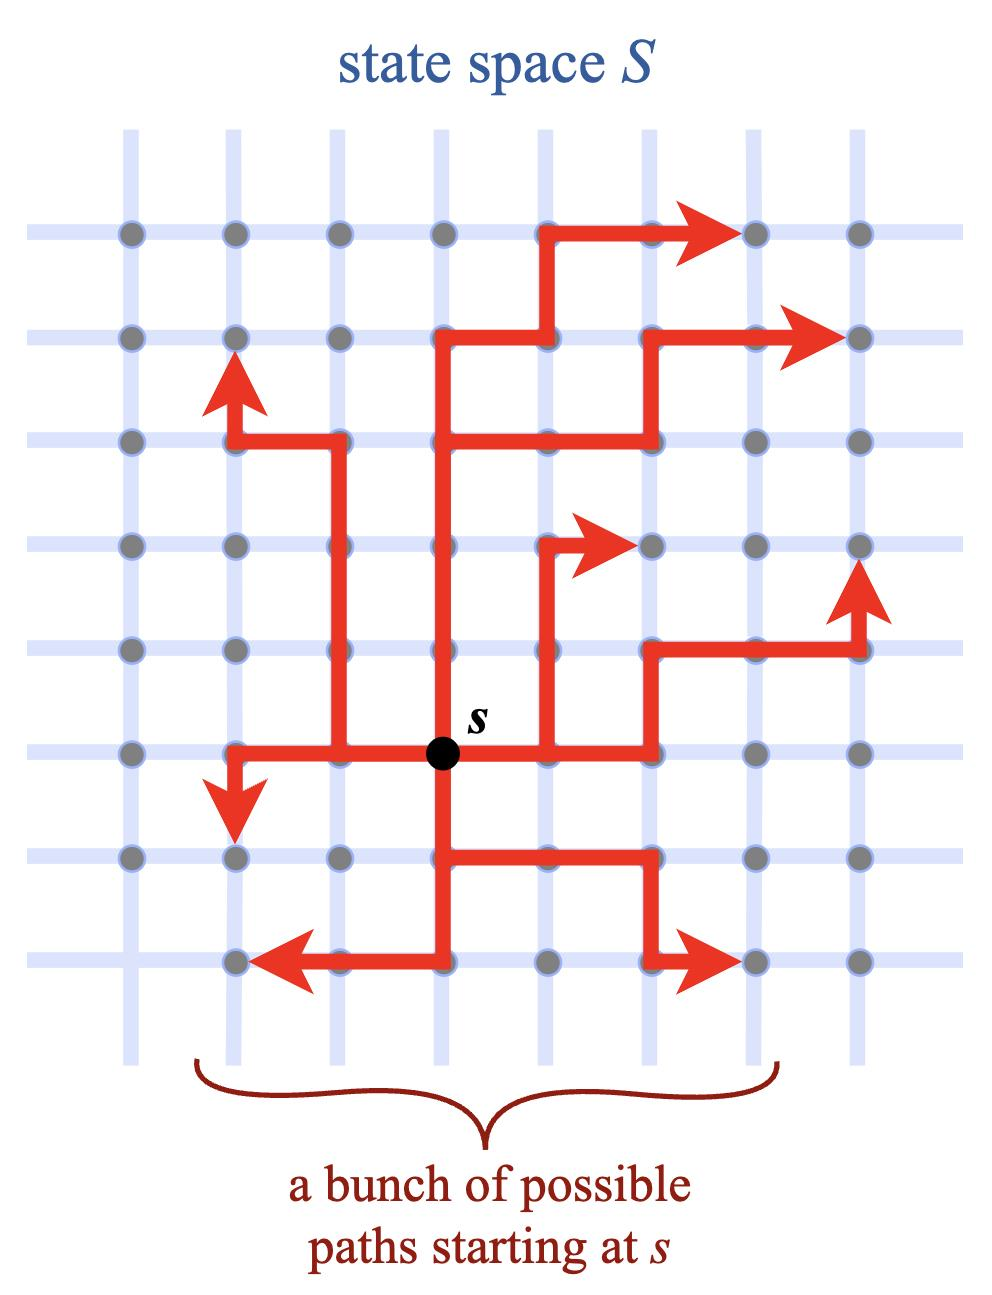 state space S
s
a bunch of possible
paths starting at s